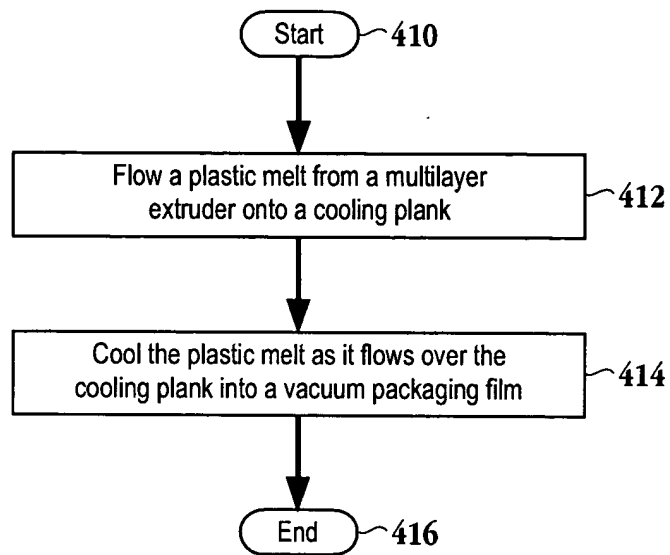 Start 410
Flow a plastic melt from a multilayer
extruder onto a cooling plank 412
Cool the plastic melt as it flows over the
cooling plank into a vacuum packaging film 414
End 416